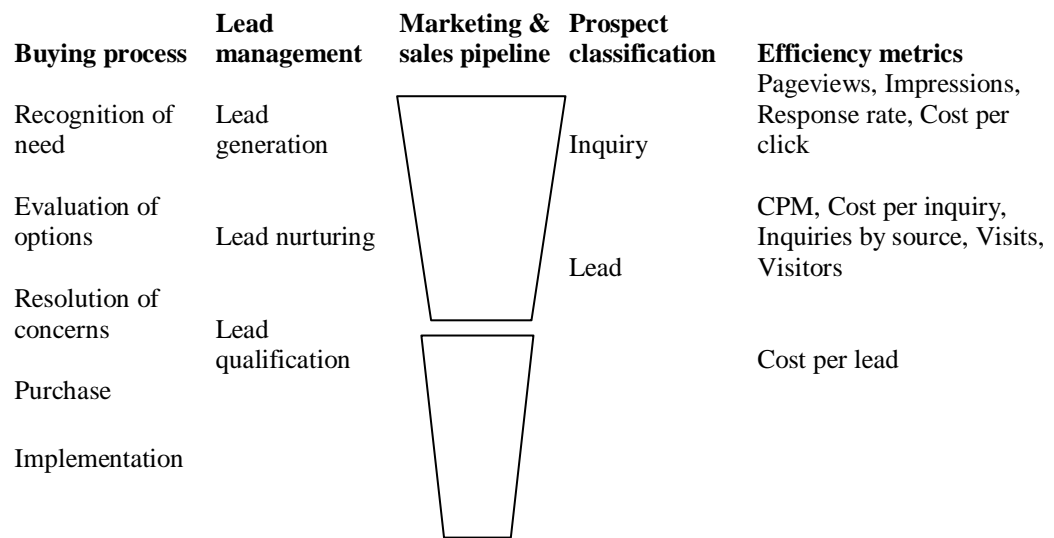 Buying process
Lead
management
Marketing &
sales pipeline
Prospect
classification
Efficiency metrics
Recognition of
need
Lead
generation
Inquiry
Pageviews, Impressions,
Response rate, Cost per
click
Evaluation of
options
Lead nurturing
Lead
CPM, Cost per inquiry,
Inquiries by source, Visits,
Visitors
Resolution of
concerns
Lead
qualification
Cost per lead
Purchase
Implementation